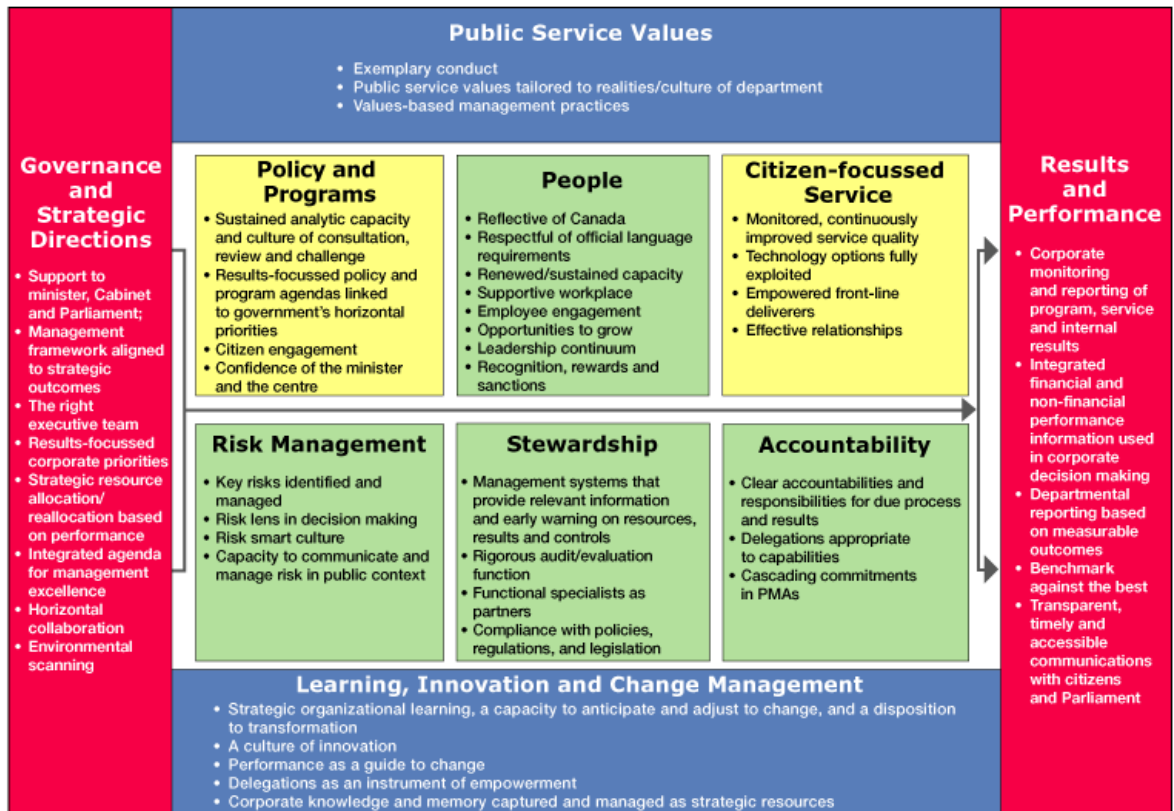 Public Service Values
• Exemplary conduct
• Public service values tailored to realities/culture of department
• Values-based management practices
Governance
and
Strategic
Directions
• Support to
minister, Cabinet
and Parliament;
• Management
framework aligned
to strategic
outcomes
• The right
executive team
• Results-focussed
corporate priorities
• Strategic resource
allocation/
reallocation based
on performance
• Integrated agenda
for management
excellence
• Horizontal
collaboration
• Environmental
scanning
Policy and
Programs
• Sustained analytic capacity
and culture of consultation,
review and challenge
• Results-focussed policy and
program agendas linked
to government's horizontal
priorities
• Citizen engagement
• Confidence of the minister
and the centre
People
• Reflective of Canada
• Respectful of official language
requirements
• Renewed/sustained capacity
• Supportive workplace
• Employee engagement
• Opportunities to grow
• Leadership continuum
• Recognition, rewards and
sanctions
Citizen-focussed
Service
• Monitored, continuously
improved service quality
• Technology options fully
exploited
• Empowered front-line
deliverers
• Effective relationships
Risk Management
• Key risks identified and
managed
• Risk lens in decision making
• Risk smart culture
• Capacity to communicate and
manage risk in public context
Stewardship
• Management systems that
provide relevant information
and early warning on resources,
results and controls
• Rigorous audit/evaluation
function
• Functional specialists as
partners
• Compliance with policies,
regulations, and legislation
Accountability
• Clear accountabilities and
responsibilities for due process
and results
• Delegations appropriate
to capabilities
• Cascading commitments
in PMAs
Results
and
Performance
• Corporate
monitoring
and reporting of
program, service
and internal
results
• Integrated
financial and
non-financial
performance
information used
in corporate
decision making
• Departmental
reporting based
on measurable
outcomes
• Benchmark
against the best
• Transparent,
timely and
accessible
communications
with citizens
and Parliament
Learning, Innovation and Change Management
• Strategic organizational learning, a capacity to anticipate and adjust to change, and a disposition
to transformation
• A culture of innovation
• Performance as a guide to change
• Delegations as an instrument of empowerment
• Corporate knowledge and memory captured and managed as strategic resources